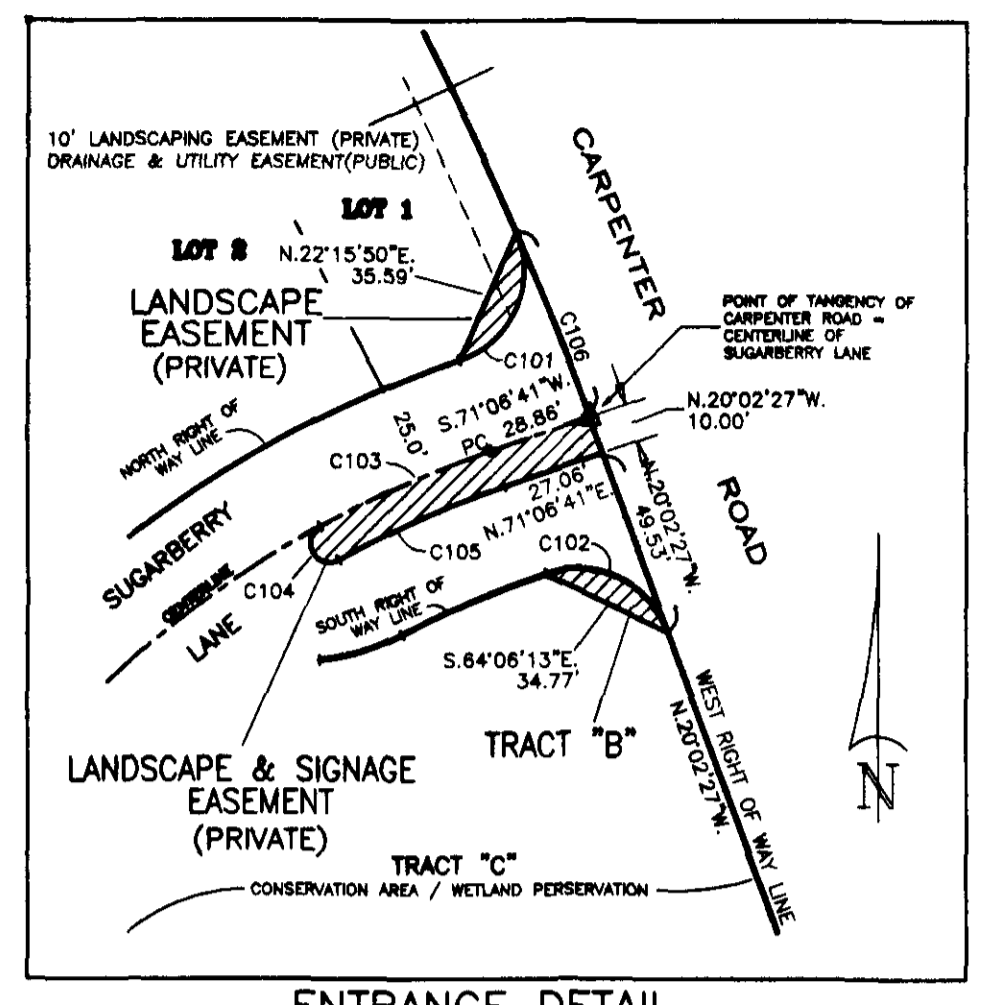 10' LANDSCAPING EASEMENT (PRIVATE)
DRAINAGE & UTILITY EASEMENT(PUBLIC)
CARPENTER
LOT 1
LOT 2
N.22°15'50"E.
35.59'
LANDSCAPE
EASEMENT
(PRIVATE)
C106
POINT OF TANGENCY OF
CARPENTER ROAD =
CENTERLINE OF
SUGARBERRY LANE
C101
S.71°06'41"W.
PC 28.86'
N.20°02'27"W.
10.00'
25.0'
NORTH RIGHT OF
WAY LINE
C103
27.06'
N.71°06'41"E.
N.20°02'27"W.
49.53'
ROAD
SUGARBERRY
C105
C102
C104
CENTERLINE
LANE
SOUTH RIGHT OF
WAY LINE
S.64°06'13"E.
34.77'
WEST RIGHT OF WAY LINE
N.20°02'27"W.
TRACT "B"
LANDSCAPE & SIGNAGE
EASEMENT
(PRIVATE)
N
TRACT "C"
CONSERVATION AREA / WETLAND PERSERVATION
ENTRANCE DETAIL